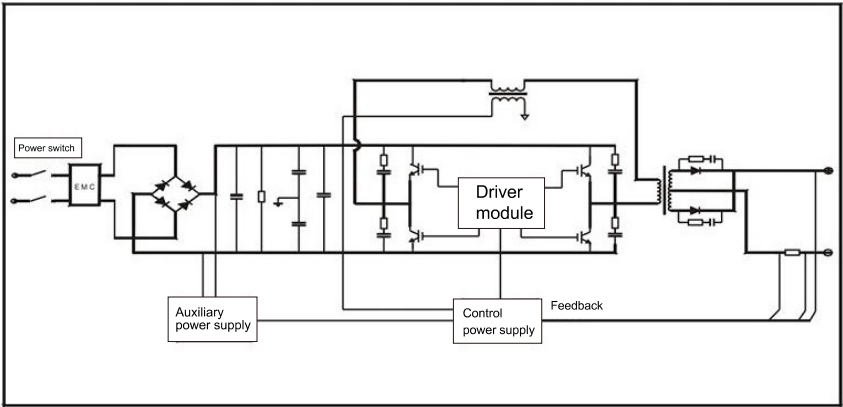 Power switch
EMC
Driver
module
Auxiliary
power supply
Control
power supply
Feedback